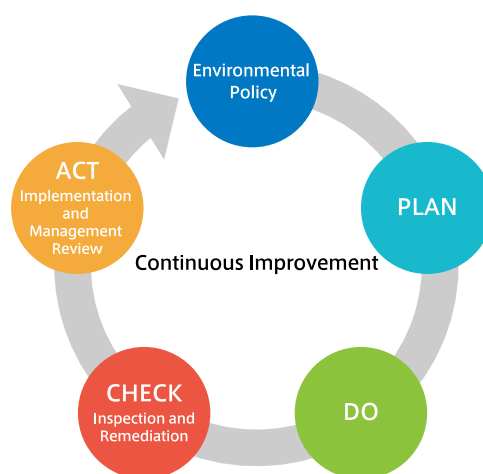 Environmental
Policy
PLAN
DO
CHECK
Inspection and
Remediation
ACT
Implementation
and
Management
Review
Continuous Improvement